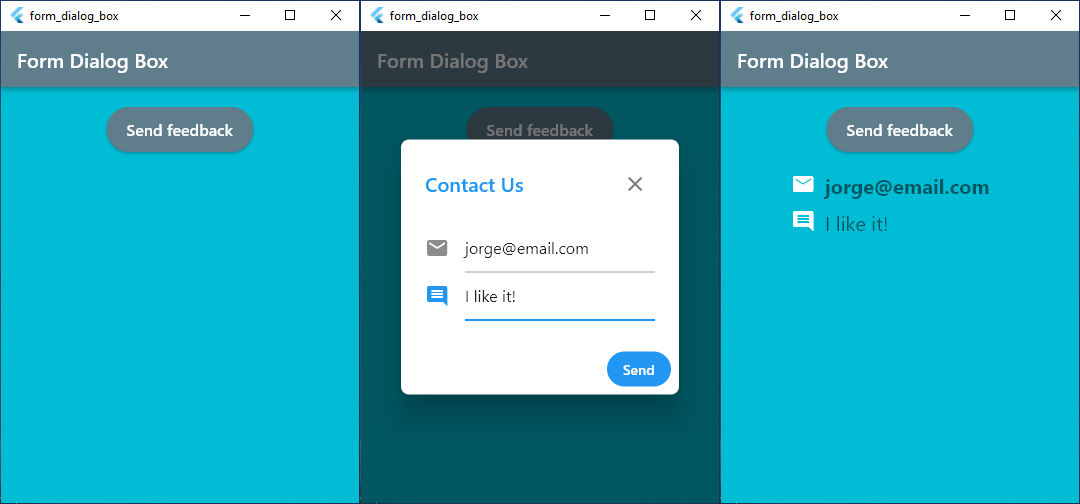 form_dialog_box
Form Dialog Box
Send feedback
form_dialog_box
Form Dialog Box
Send feedback
Contact Us
jorge@email.com
I like it!
Send
form_dialog_box
Form Dialog Box
Send feedback
jorge@email.com
I like it!